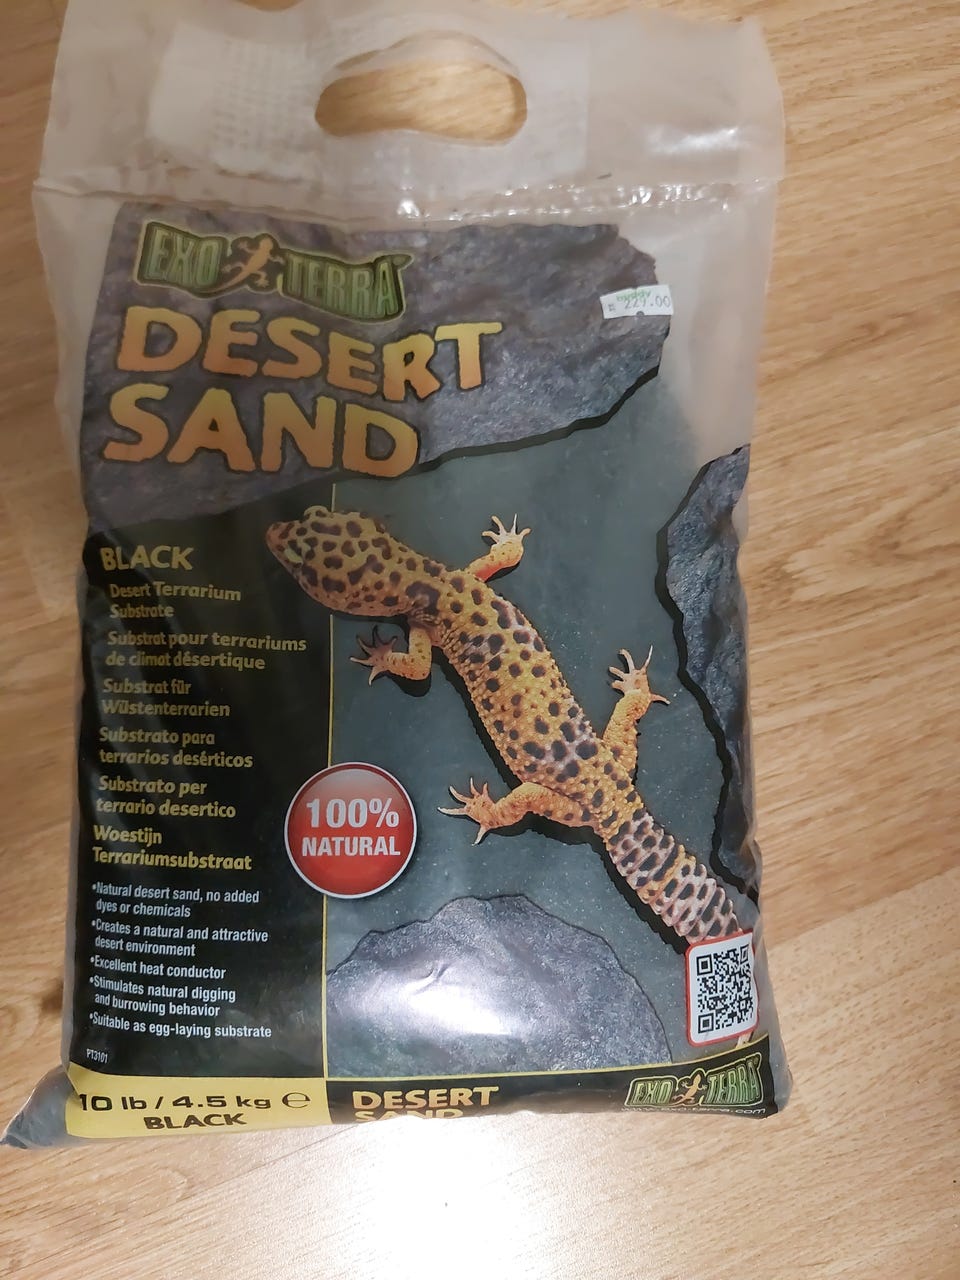 EXO TERRA
DESERT
SAND
229.00
BLACK
Desert Terrarium
Substrate
Substrat pour terrariums
de climat désertique
Substrat für
Wüstenterrarien
Substrato para
terrarios desérticos
Substrato per
terrario desertico
Woestijn
Terrariumsubstraat
100%
NATURAL
•Natural desert sand, no added
dyes or chemicals
•Creates a natural and attractive
desert environment
•Excellent heat conductor
•Stimulates natural digging
and burrowing behavior
•Suitable as egg-laying substrate
PT3101
10 lb / 4.5 kg ℮
BLACK
DESERT
SAND
EXO TERRA
www.exo-terra.com